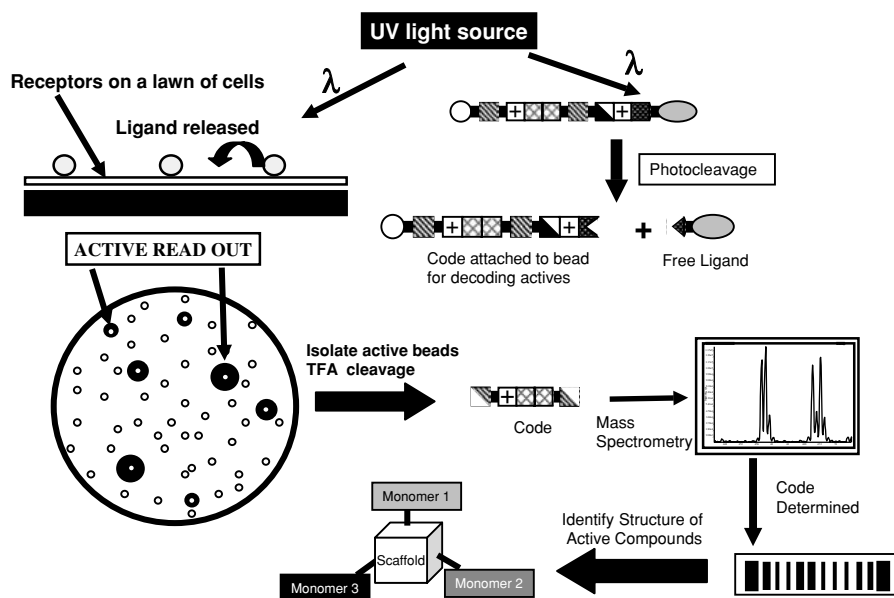 UV light source
λ
λ
Receptors on a lawn of cells
Ligand released
Photocleavage
+
+
+
+
+
Code attached to bead
for decoding actives
Free Ligand
ACTIVE READ OUT
Isolate active beads
TFA cleavage
+
Code
Mass
Spectrometry
Code
Determined
Identify Structure of
Active Compounds
Monomer 1
Scaffold
Monomer 3
Monomer 2